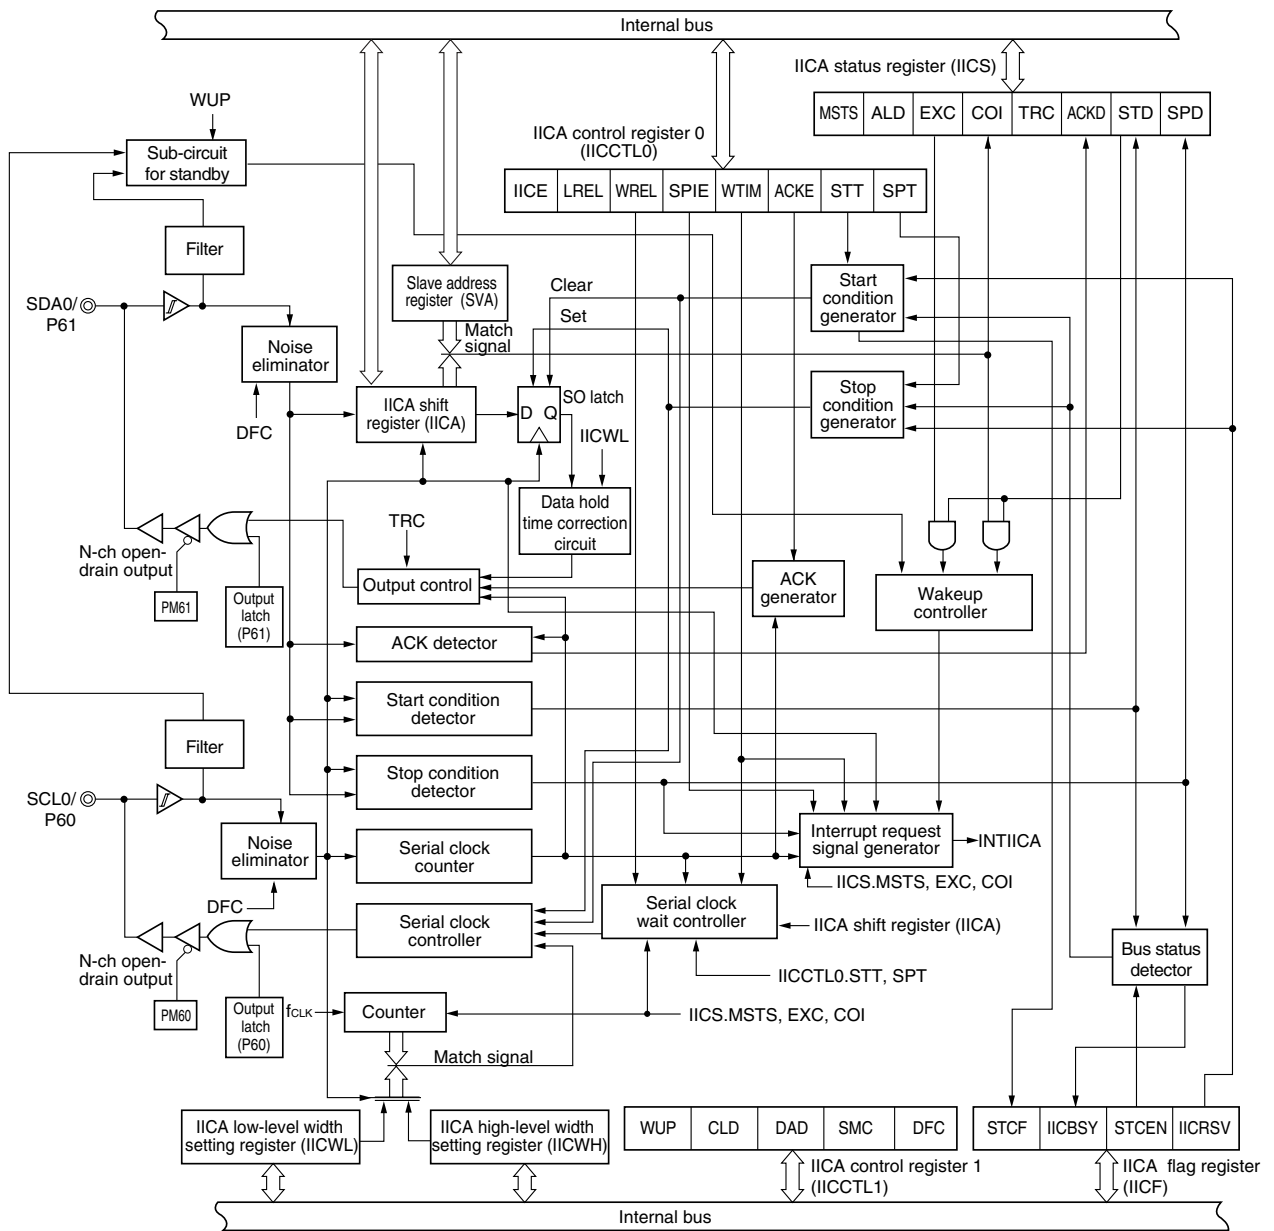 Internal bus
IICA status register (IICS)
MSTS ALD EXC COI TRC ACKD STD SPD
WUP
Sub-circuit
for standby
IICA control register 0
(IICCTL0)
IICE LREL WREL SPIE WTIM ACKE STT SPT
Filter
SDA0/
P61
Slave address
register (SVA)
Clear
Set
Start
condition
generator
Noise
eliminator
Match
signal
DFC
IICA shift
register (IICA)
D Q
SO latch
Stop
condition
generator
IICWL
Data hold
time correction
circuit
TRC
N-ch open-
drain output
PM61
Output
latch
(P61)
Output control
ACK
generator
Wakeup
controller
ACK detector
Start condition
detector
Filter
Stop condition
detector
SCL0/
P60
Noise
eliminator
Serial clock
counter
Interrupt request
signal generator
INTIICA
IICS.MSTS, EXC, COI
DFC
Serial clock
controller
Serial clock
wait controller
IICA shift register (IICA)
N-ch open-
drain output
Bus status
detector
IICCTL0.STT, SPT
PM60
Output
latch
(P60)
fCLK
Counter
IICS.MSTS, EXC, COI
Match signal
IICA low-level width
setting register (IICWL)
IICA high-level width
setting register (IICWH)
WUP CLD DAD SMC DFC
STCF IICBSY STCEN IICRSV
IICA control register 1
(IICCTL1)
IICA flag register
(IICF)
Internal bus